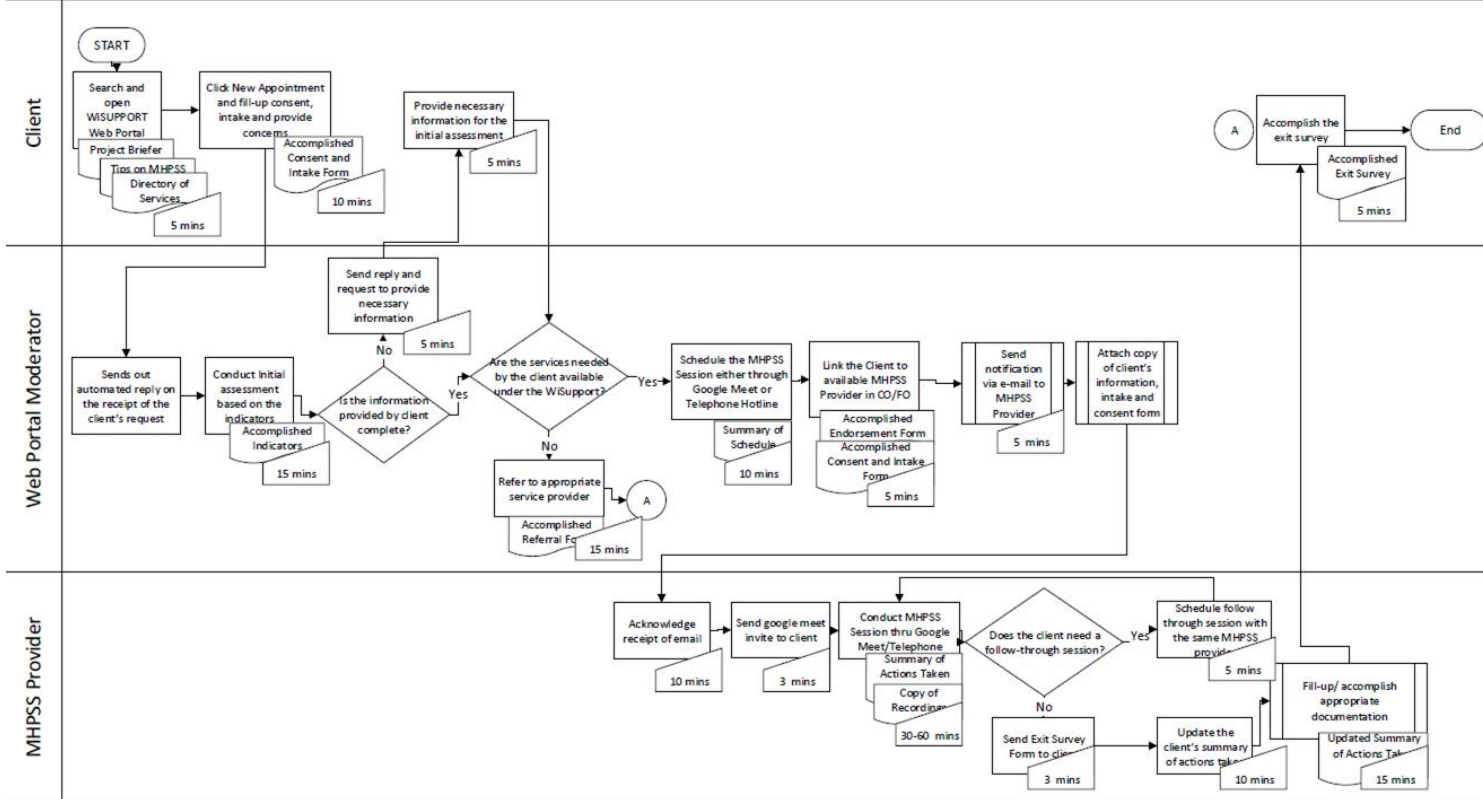 Client
START
Search and
open
WiSUPPORT
Web Portal
Project Briefer
Tips on MHPSS
Directory of
Services
5 mins
Click New Appointment
and fill-up consent,
intake and provide
concerns
Accomplished
Consent and
Intake Form
10 mins
Provide necessary
information for the
initial assessment
5 mins
A
Accomplish the
exit survey
Accomplished
Exit Survey
5 mins
End
Web Portal Moderator
Sends out
automated reply on
the receipt of the
client's request
Conduct Initial
assessment
based on the
indicators
Accomplished
Indicators
15 mins
Send reply and
request to provide
necessary
information
5 mins
No
Is the information
provided by client
complete?
Yes
Are the services needed
by the client available
under the WiSupport?
Yes
No
Refer to appropriate
service provider
Accomplished
Referral
15 mins
A
Schedule the MHPSS
Session either through
Google Meet or
Telephone Hotline
Summary of
Schedule
10 mins
Link the Client to
available MHPSS
Provider in CO/FO
Accomplished
Endorsement Form
Accomplished
Consent and Intake
Form
5 mins
Send
notification
via e-mail to
MHPSS
Provider
5 mins
Attach copy
of client's
information,
intake and
consent form
MHPSS Provider
Acknowledge
receipt of email
10 mins
Send google meet
invite to client
3 mins
Conduct MHPSS
Session thru Google
Meet/Telephone
Summary of
Actions Taken
Copy of
Recordings
30-60 mins
Does the client need a
follow-through session?
Yes
Schedule follow
through session with
the same MHPSS
5 mins
No
Send Exit Survey
Form to
3 mins
Update the
client's summary
of actions
10 mins
Fill-up/ accomplish
appropriate
documentation
Updated Summary
of Actions
15 mins